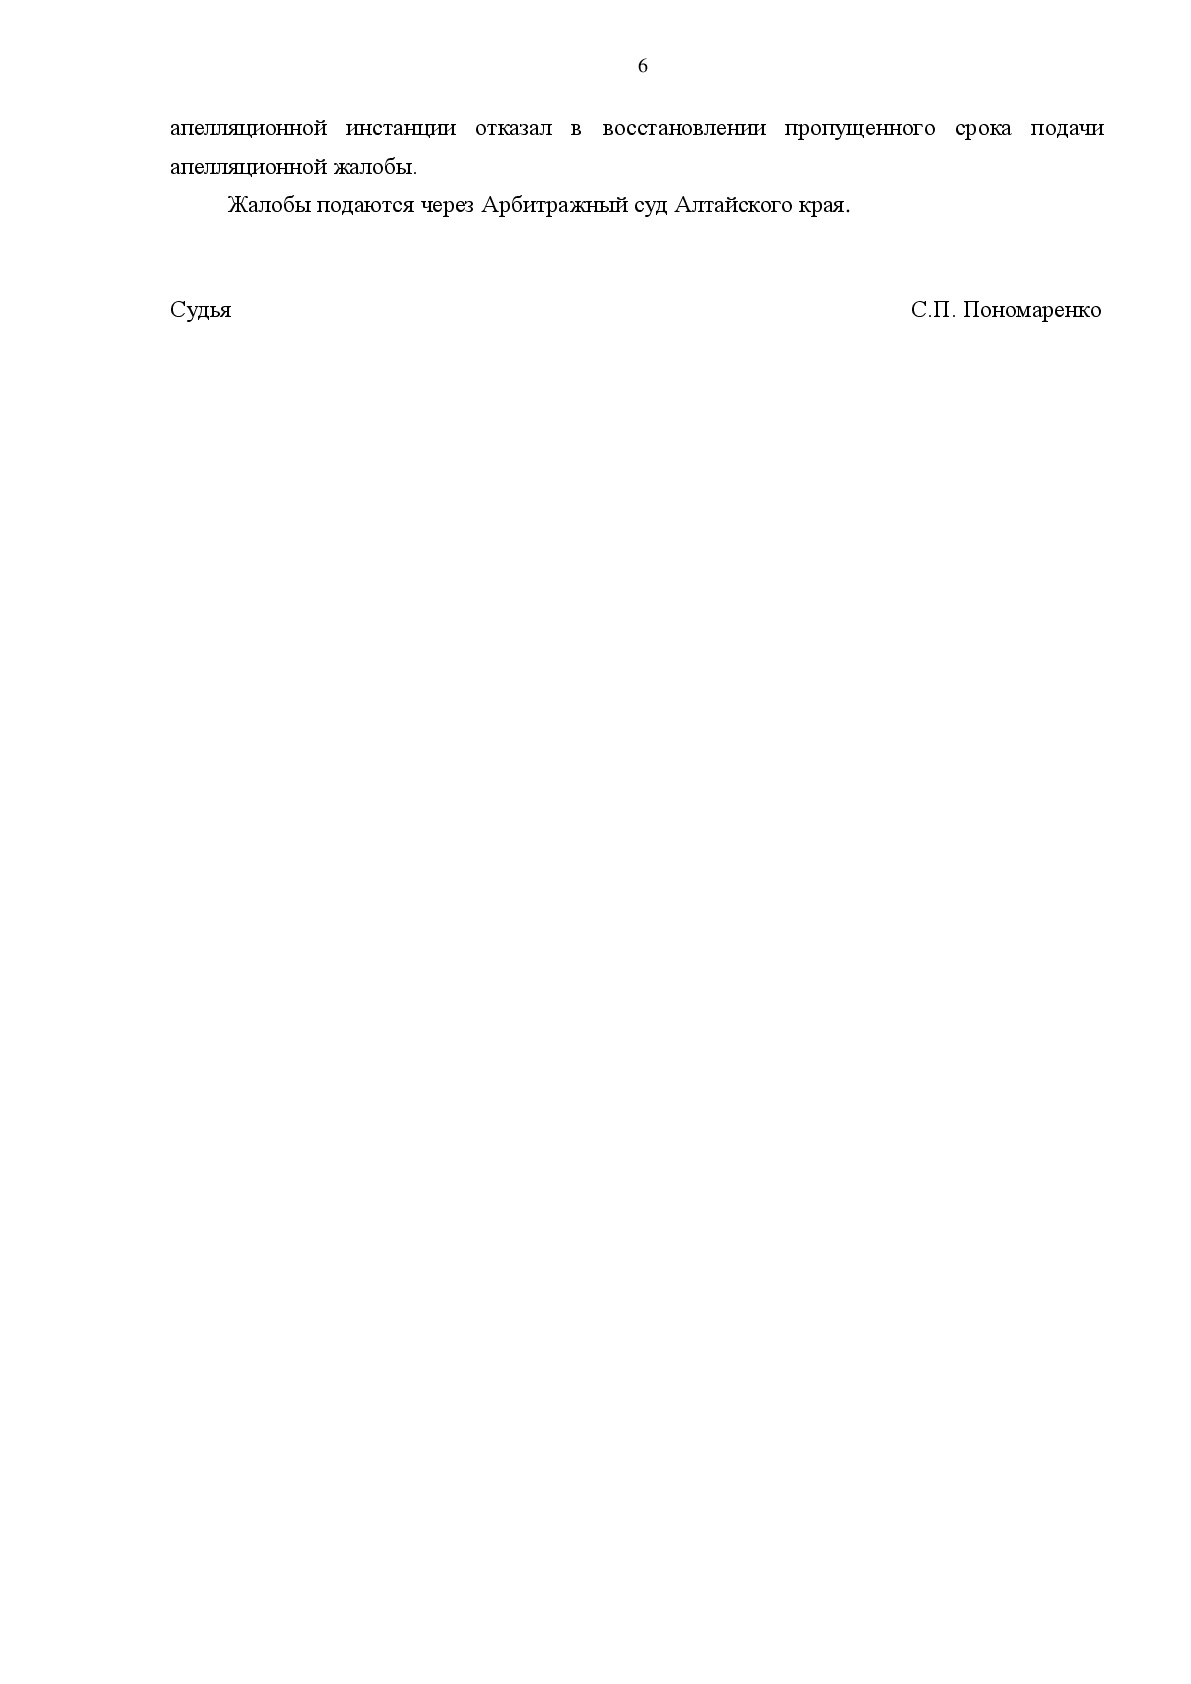 6
апелляционной инстанции отказал в восстановлении пропущенного срока подачи
апелляционной жалобы.
Жалобы подаются через Арбитражный суд Алтайского края.
Судья С.П. Пономаренко